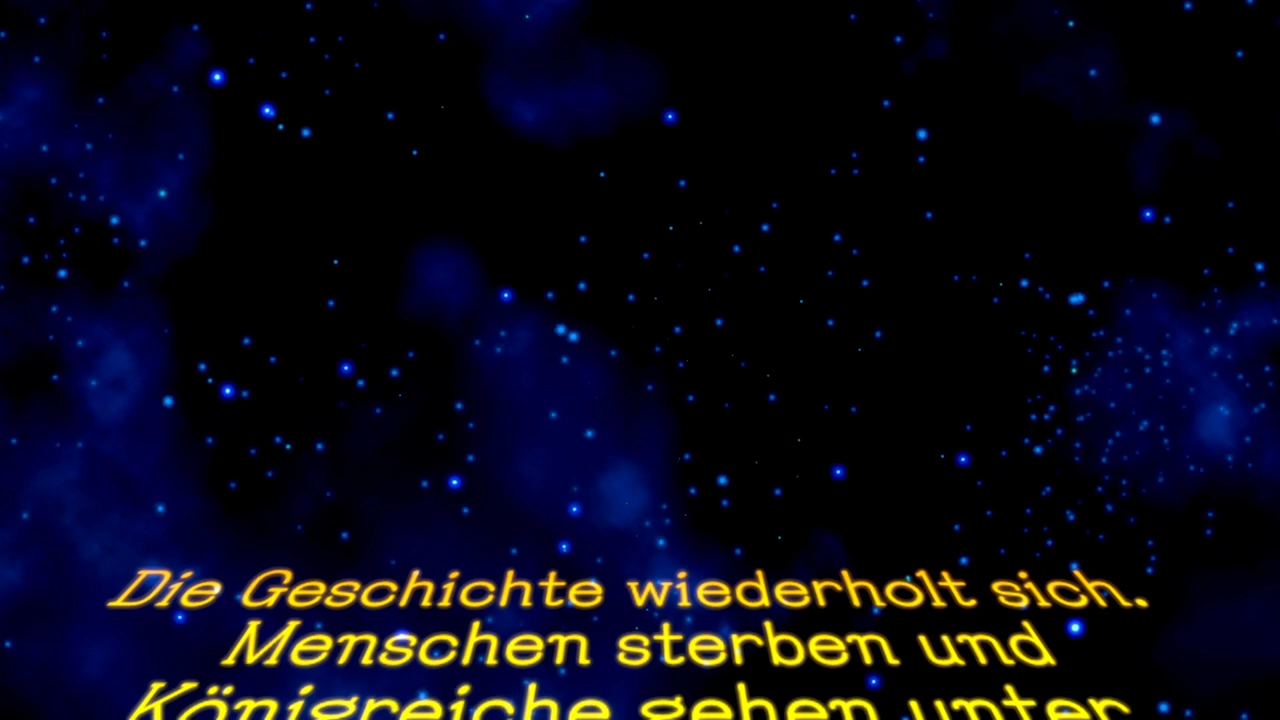 Die Geschichte wiederholt sich.
Menschen sterben und
Königreiche gehen unter